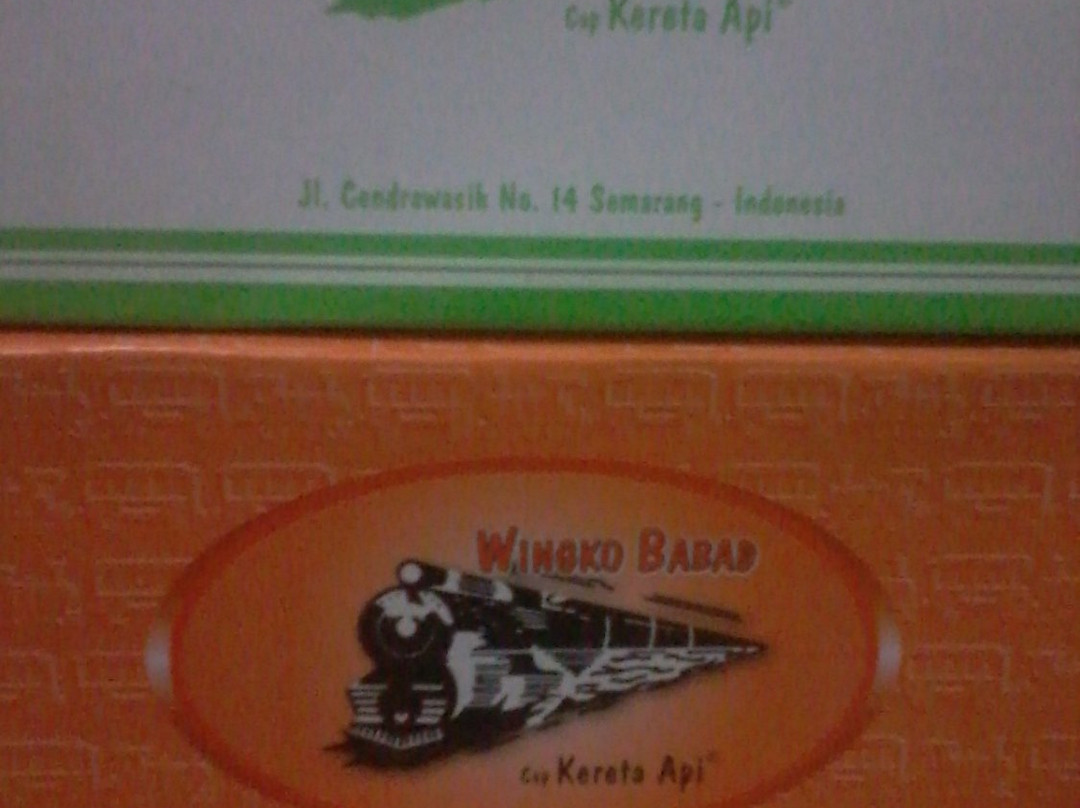 Cap Kereta Api®
Jl. Cendrawasih No. 14 Semarang - Indonesia
WINGKO BABAD
Cap Kereta Api®